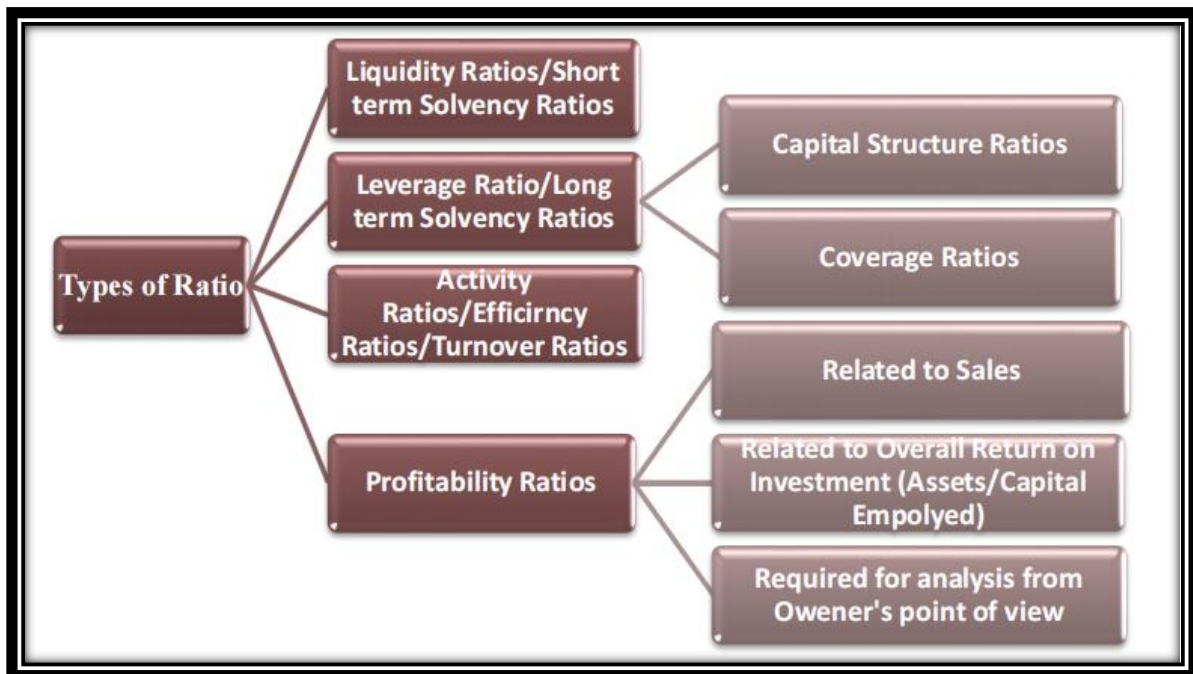 Types of Ratio
Liquidity Ratios/Short
term Solvency Ratios
Leverage Ratio/Long
term Solvency Ratios
Capital Structure Ratios
Coverage Ratios
Activity
Ratios/Efficirncy
Ratios/Turnover Ratios
Profitability Ratios
Related to Sales
Related to Overall Return on
Investment (Assets/Capital
Empolyed)
Required for analysis from
Owener's point of view